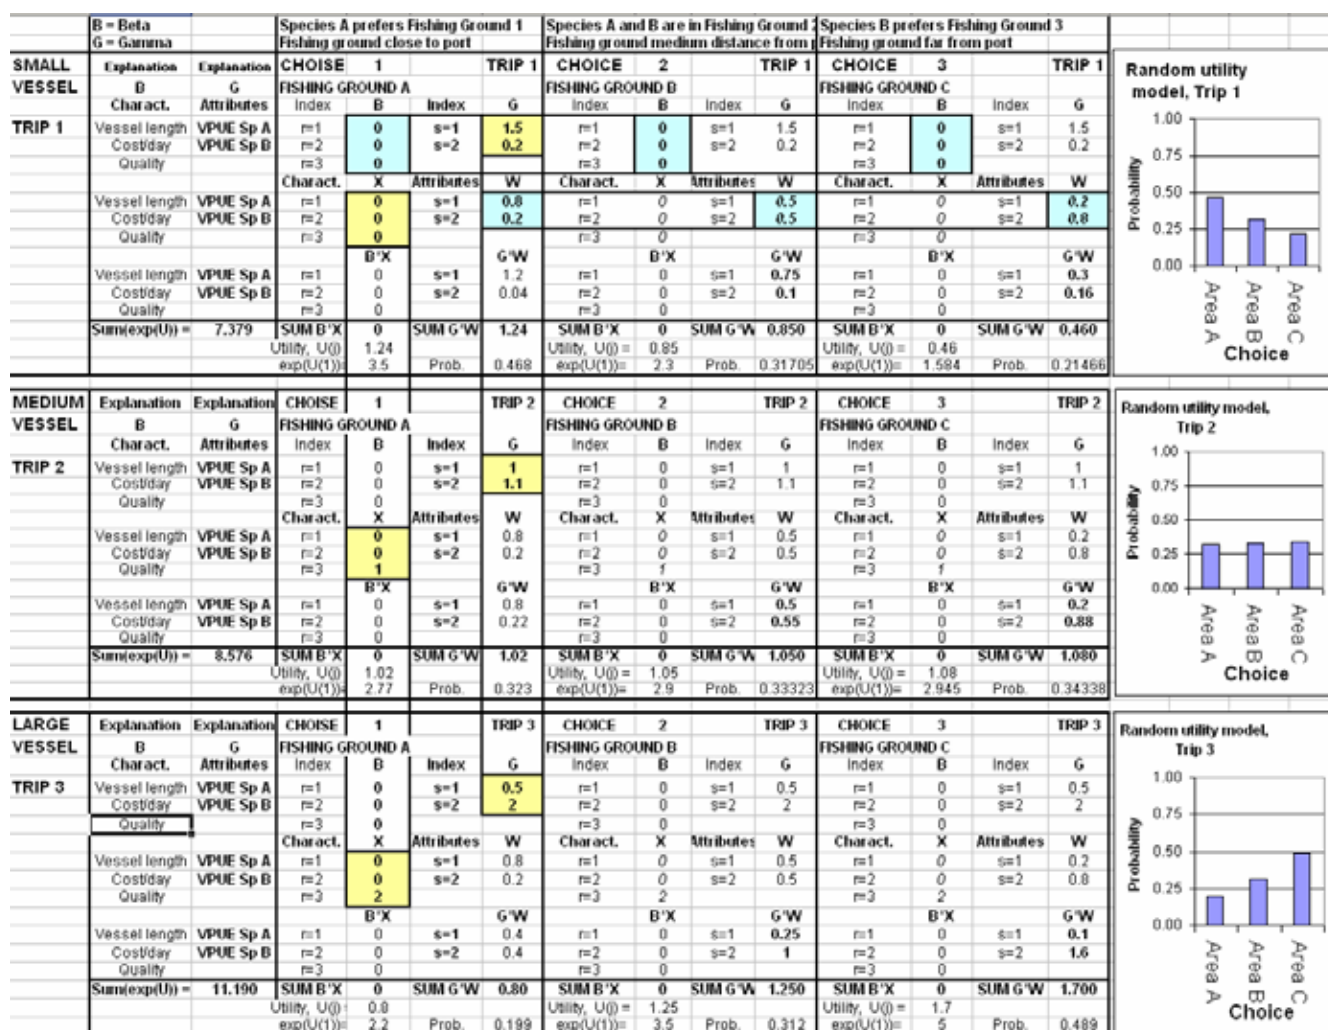 B = Beta Species A prefers Fishing Ground 1 Species A and B are in Fishing Ground 2 Species B prefers Fishing Ground 3
G = Gamma Fishing ground close to port Fishing ground medium distance from p Fishing ground far from port
SMALL Explanation Explanation CHOISE 1 TRIP 1 CHOICE 2 TRIP 1 CHOICE 3 TRIP 1
VESSEL B G FISHING GROUND A FISHING GROUND B FISHING GROUND C
Charact. Attributes Index B Index G Index B Index G Index B Index G
TRIP 1 Vessel length VPUE Sp A r=1 0 s=1 1.5 r=1 0 s=1 1.5 r=1 0 s=1 1.5
Cost/day VPUE Sp B r=2 0 s=2 0.2 r=2 0 s=2 0.2 r=2 0 s=2 0.2
Quality r=3 0 r=3 0 r=3 0
Charact. X Attributes W Charact. X Attributes W Charact. X Attributes W
Vessel length VPUE Sp A r=1 0 s=1 0.8 r=1 0 s=1 0.5 r=1 0 s=1 0.2
Cost/day VPUE Sp B r=2 0 s=2 0.2 r=2 0 s=2 0.5 r=2 0 s=2 0.8
Quality r=3 0 r=3 0 r=3 0
B'X G'W B'X G'W B'X G'W
Vessel length VPUE Sp A r=1 0 s=1 1.2 r=1 0 s=1 0.75 r=1 0 s=1 0.3
Cost/day VPUE Sp B r=2 0 s=2 0.04 r=2 0 s=2 0.1 r=2 0 s=2 0.16
Quality r=3 0 r=3 0 r=3 0
Sum(exp(U)) = 7.379 SUM B'X 0 SUM G'W 1.24 SUM B'X 0 SUM G'W 0.850 SUM B'X 0 SUM G'W 0.460
Utility, U(j) 1.24 Utility, U(j) = 0.85 Utility, U(j) = 0.46
exp(U(1))= 3.5 Prob. 0.468 exp(U(1))= 2.3 Prob. 0.31705 exp(U(1))= 1.584 Prob. 0.21466
Random utility
model, Trip 1
1.00
0.75
0.50
0.25
0.00
Probability
Area A
Area B
Area C
Choice
MEDIUM Explanation Explanation CHOISE 1 TRIP 2 CHOICE 2 TRIP 2 CHOICE 3 TRIP 2
VESSEL B G FISHING GROUND A FISHING GROUND B FISHING GROUND C
Charact. Attributes Index B Index G Index B Index G Index B Index G
TRIP 2 Vessel length VPUE Sp A r=1 0 s=1 1 r=1 0 s=1 1 r=1 0 s=1 1
Cost/day VPUE Sp B r=2 0 s=2 1.1 r=2 0 s=2 1.1 r=2 0 s=2 1.1
Quality r=3 0 r=3 0 r=3 0
Charact. X Attributes W Charact. X Attributes W Charact. X Attributes W
Vessel length VPUE Sp A r=1 0 s=1 0.8 r=1 0 s=1 0.5 r=1 0 s=1 0.2
Cost/day VPUE Sp B r=2 0 s=2 0.2 r=2 0 s=2 0.5 r=2 0 s=2 0.8
Quality r=3 1 r=3 1 r=3 1
B'X G'W B'X G'W B'X G'W
Vessel length VPUE Sp A r=1 0 s=1 0.8 r=1 0 s=1 0.5 r=1 0 s=1 0.2
Cost/day VPUE Sp B r=2 0 s=2 0.22 r=2 0 s=2 0.55 r=2 0 s=2 0.88
Quality r=3 0 r=3 0 r=3 0
Sum(exp(U)) = 8.576 SUM B'X 0 SUM G'W 1.02 SUM B'X 0 SUM G'W 1.050 SUM B'X 0 SUM G'W 1.080
Utility, U(j) 1.02 Utility, U(j) = 1.05 Utility, U(j) = 1.08
exp(U(1))= 2.77 Prob. 0.323 exp(U(1))= 2.9 Prob. 0.33323 exp(U(1))= 2.945 Prob. 0.34338
Random utility model,
Trip 2
1.00
0.75
0.50
0.25
0.00
Probability
Area A
Area B
Area C
Choice
LARGE Explanation Explanation CHOISE 1 TRIP 3 CHOICE 2 TRIP 3 CHOICE 3 TRIP 3
VESSEL B G FISHING GROUND A FISHING GROUND B FISHING GROUND C
Charact. Attributes Index B Index G Index B Index G Index B Index G
TRIP 3 Vessel length VPUE Sp A r=1 0 s=1 0.5 r=1 0 s=1 0.5 r=1 0 s=1 0.5
Cost/day VPUE Sp B r=2 0 s=2 2 r=2 0 s=2 2 r=2 0 s=2 2
Quality r=3 0 r=3 0 r=3 0
Charact. X Attributes W Charact. X Attributes W Charact. X Attributes W
Vessel length VPUE Sp A r=1 0 s=1 0.8 r=1 0 s=1 0.5 r=1 0 s=1 0.2
Cost/day VPUE Sp B r=2 0 s=2 0.2 r=2 0 s=2 0.5 r=2 0 s=2 0.8
Quality r=3 2 r=3 2 r=3 2
B'X G'W B'X G'W B'X G'W
Vessel length VPUE Sp A r=1 0 s=1 0.4 r=1 0 s=1 0.25 r=1 0 s=1 0.1
Cost/day VPUE Sp B r=2 0 s=2 0.4 r=2 0 s=2 1 r=2 0 s=2 1.6
Quality r=3 0 r=3 0 r=3 0
Sum(exp(U)) = 11.190 SUM B'X 0 SUM G'W 0.80 SUM B'X 0 SUM G'W 1.250 SUM B'X 0 SUM G'W 1.700
Utility, U(j) 0.8 Utility, U(j) = 1.25 Utility, U(j) = 1.7
exp(U(1))= 2.2 Prob. 0.199 exp(U(1))= 3.5 Prob. 0.312 exp(U(1))= 5 Prob. 0.489
Random utility model,
Trip 3
1.00
0.75
0.50
0.25
0.00
Probability
Area A
Area B
Area C
Choice